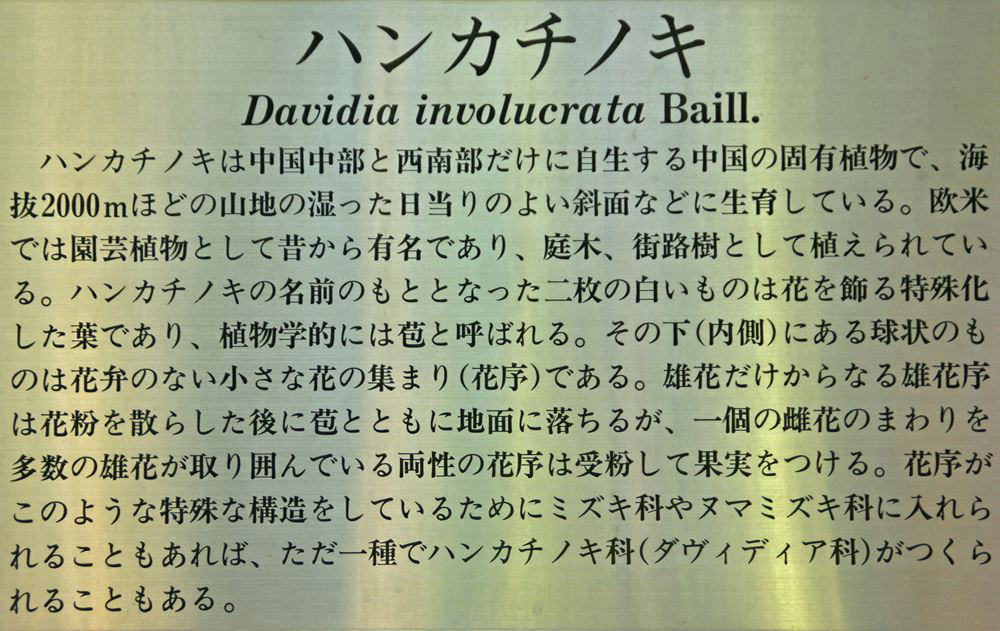 ハンカチノキ
Davidia involucrata Baill.
ハンカチノキは中国中部と西南部だけに自生する中国の固有植物で、海
抜2000mほどの山地の湿った日当りのよい斜面などに生育している。欧米
では園芸植物として昔から有名であり、庭木、街路樹として植えられてい
る。ハンカチノキの名前のもととなった二枚の白いものは花を飾る特殊化
した葉であり、植物学的には苞と呼ばれる。その下(内側)にある球状のも
のは花弁のない小さな花の集まり(花序)である。雄花だけからなる雄花序
は花粉を散らした後に苞とともに地面に落ちるが、一個の雌花のまわりを
多数の雄花が取り囲んでいる両性の花序は受粉して果実をつける。花序が
このような特殊な構造をしているためにミズキ科やヌマミズキ科に入れら
れることもあれば、ただ一種でハンカチノキ科(ダヴィディア科)がつくら
れることもある。